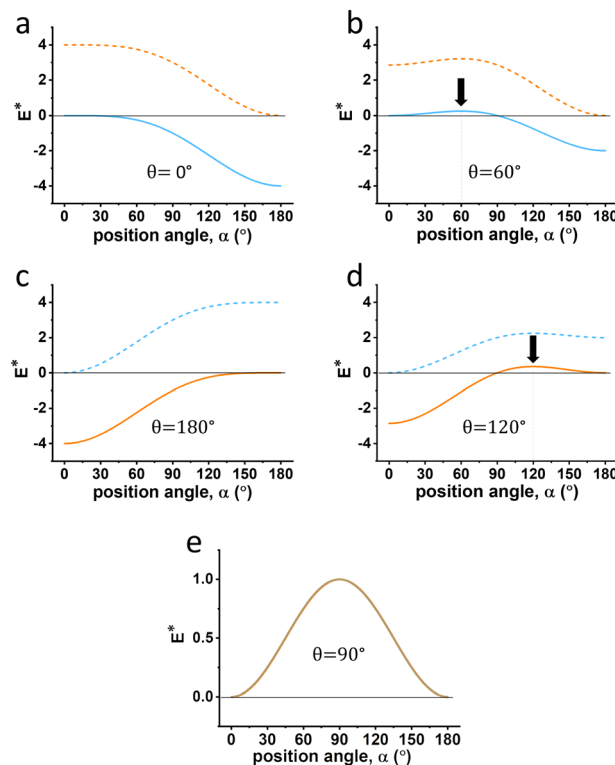 a
4
2
0
-2
-4
E*
θ= 0°
0 30 60 90 120 150 180
position angle, α (°)
b
4
2
0
-2
-4
E*
θ=60°
0 30 60 90 120 150 180
position angle, α (°)
c
4
2
0
-2
-4
E*
θ=180°
0 30 60 90 120 150 180
position angle, α (°)
d
4
2
0
-2
-4
E*
θ=120°
0 30 60 90 120 150 180
position angle, α (°)
e
1.0
0.5
0.0
E*
θ=90°
0 30 60 90 120 150 180
position angle, α (°)